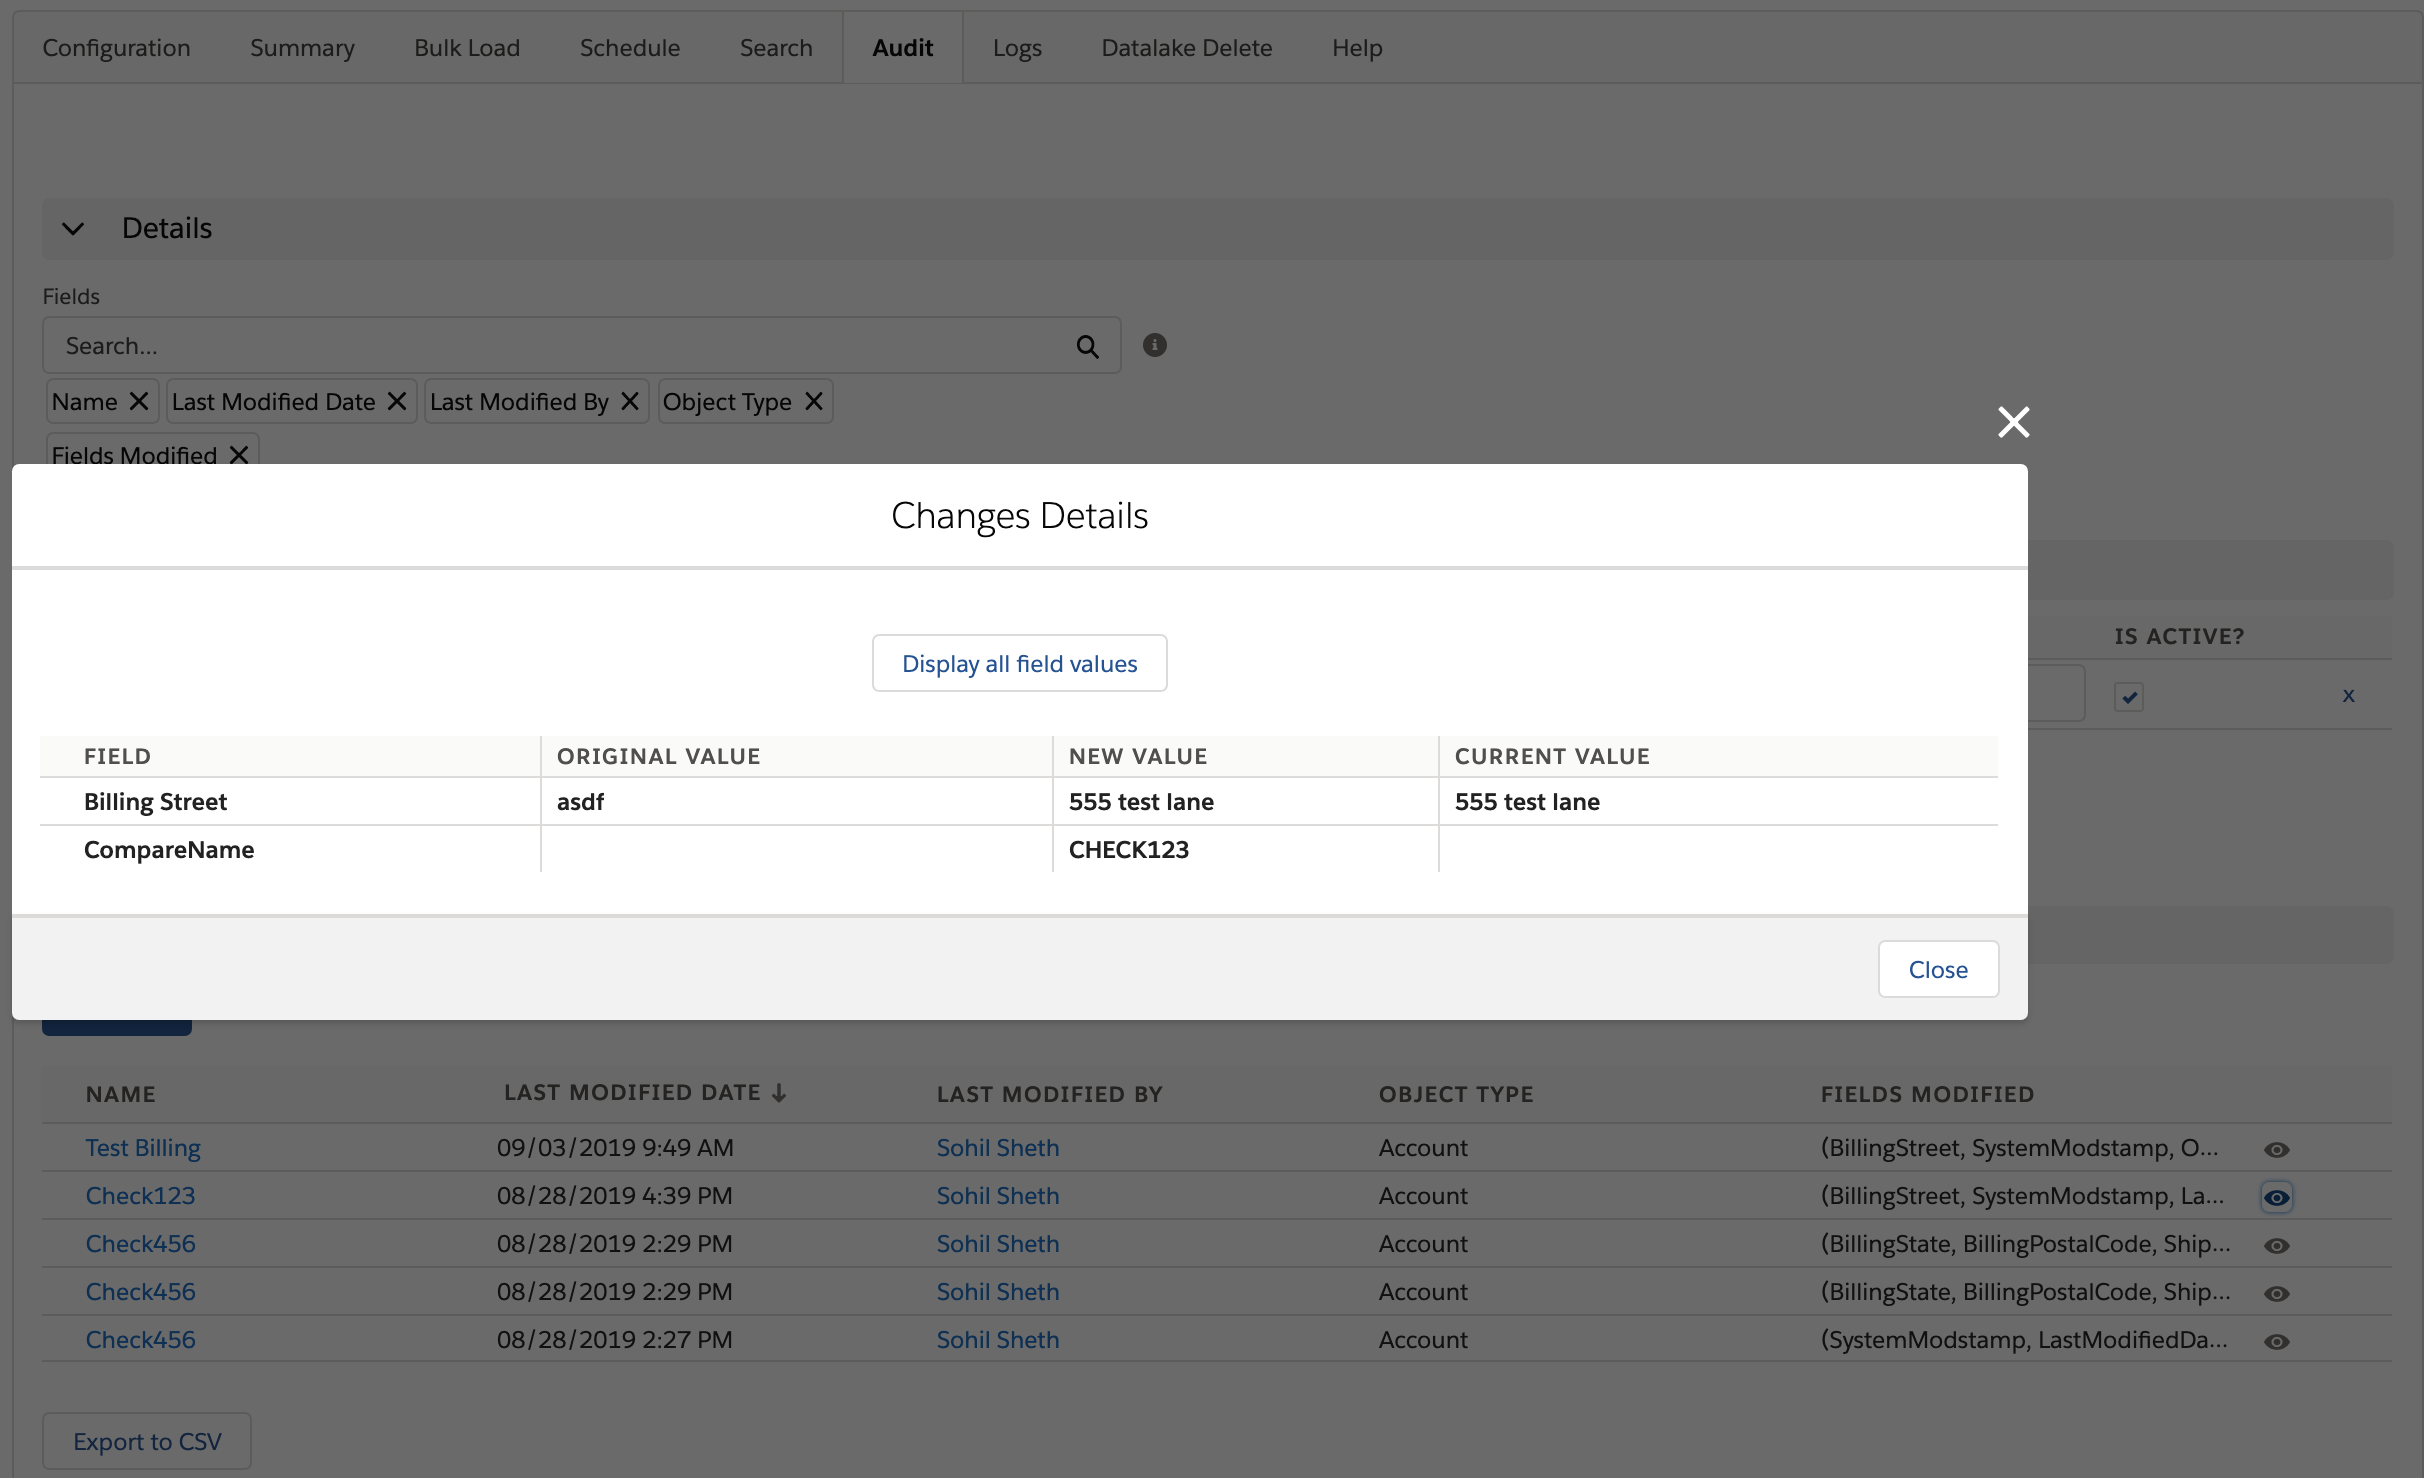 Configuration Summary Bulk Load Schedule Search Audit Logs Datalake Delete Help
Details
Fields
Search...
Name Last Modified Date Last Modified By Object Type
Fields Modified
Changes Details
Display all field values
IS ACTIVE?
x
FIELD ORIGINAL VALUE NEW VALUE CURRENT VALUE
Billing Street asdf 555 test lane 555 test lane
CompareName CHECK123
Close
NAME LAST MODIFIED DATE ↓ LAST MODIFIED BY OBJECT TYPE FIELDS MODIFIED
Test Billing 09/03/2019 9:49 AM Sohil Sheth Account (BillingStreet, SystemModstamp, O...
Check123 08/28/2019 4:39 PM Sohil Sheth Account (BillingStreet, SystemModstamp, La...
Check456 08/28/2019 2:29 PM Sohil Sheth Account (BillingState, BillingPostalCode, Ship...
Check456 08/28/2019 2:29 PM Sohil Sheth Account (BillingState, BillingPostalCode, Ship...
Check456 08/28/2019 2:27 PM Sohil Sheth Account (SystemModstamp, LastModifiedDa...
Export to CSV